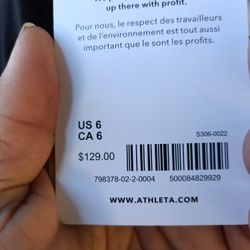 up there with profit.
Pour nous, le respect des travailleurs
et de l'environnement est tout aussi
important que le sont les profits.
US 6
CA 6
S306-0022
$129.00
798378-02-2-0004 500084829929
WWW.ATHLETA.COM